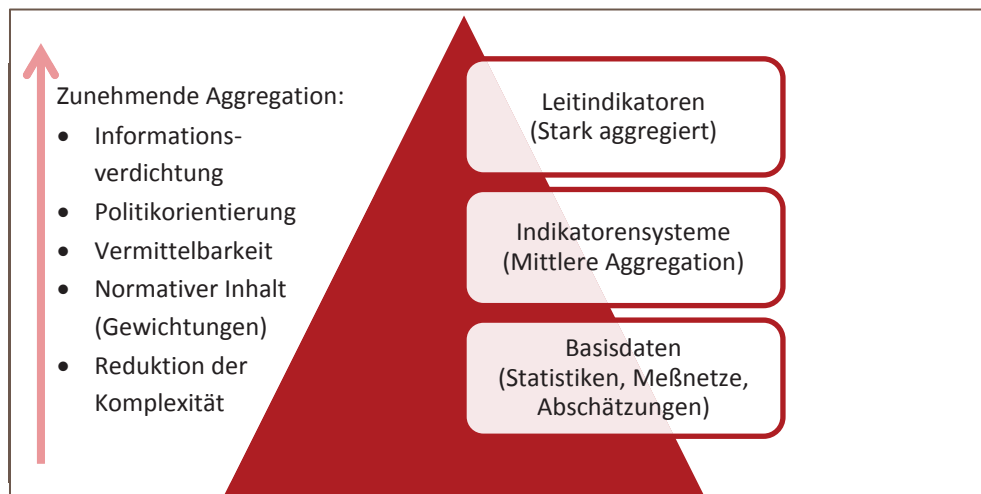 Zunehmende Aggregation:
• Informations-
verdichtung
• Politikorientierung
• Vermittelbarkeit
• Normativer Inhalt
(Gewichtungen)
• Reduktion der
Komplexität
Leitindikatoren
(Stark aggregiert)
Indikatorensysteme
(Mittlere Aggregation)
Basisdaten
(Statistiken, Meßnetze,
Abschätzungen)